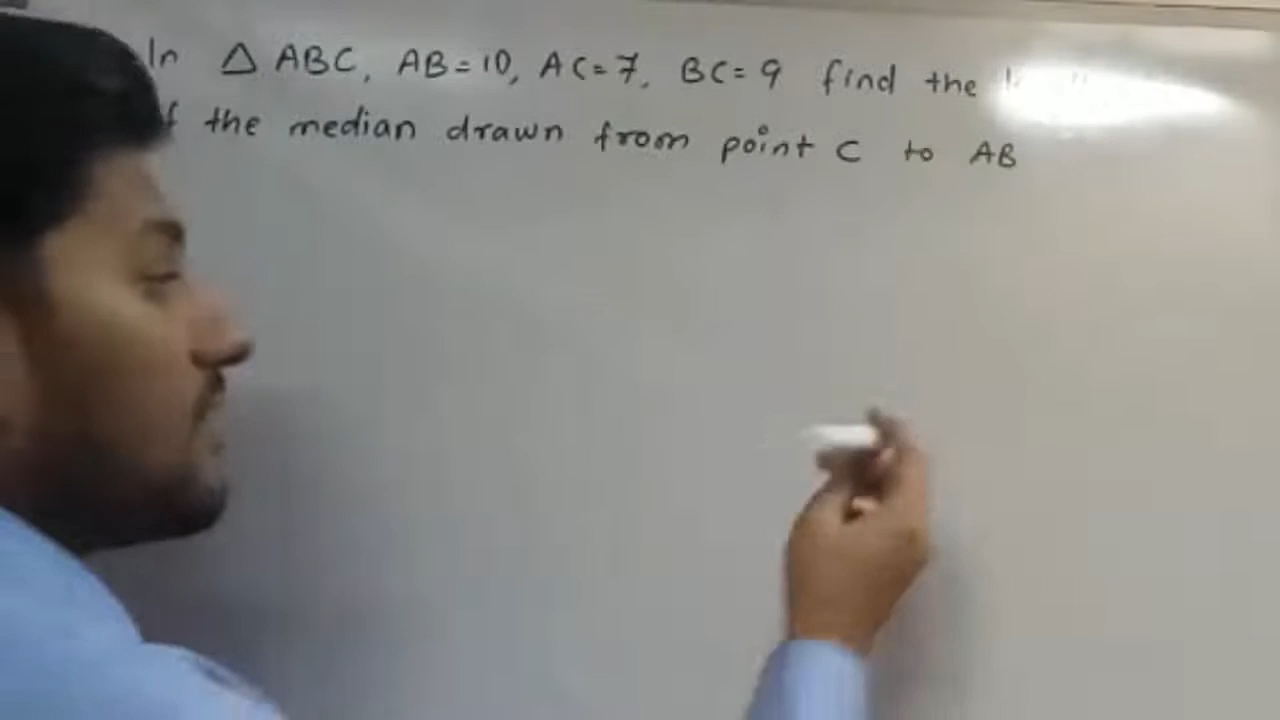 In △ ABC, AB=10, AC=7, BC=9 find the
the median drawn from point C to AB